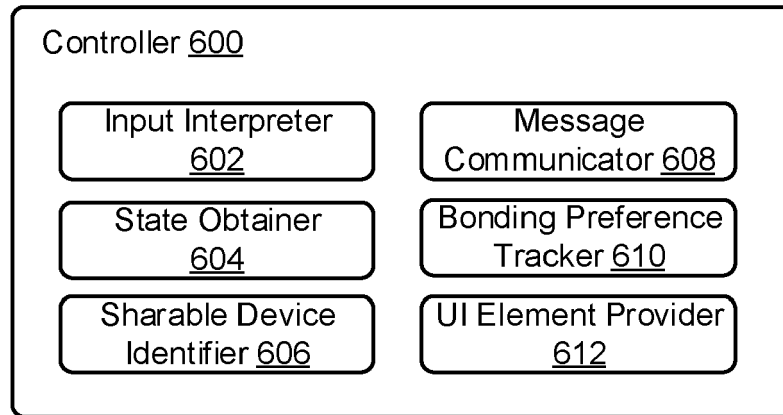 Controller 600
Input Interpreter
602
Message
Communicator 608
State Obtainer
604
Bonding Preference
Tracker 610
Sharable Device
Identifier 606
UI Element Provider
612